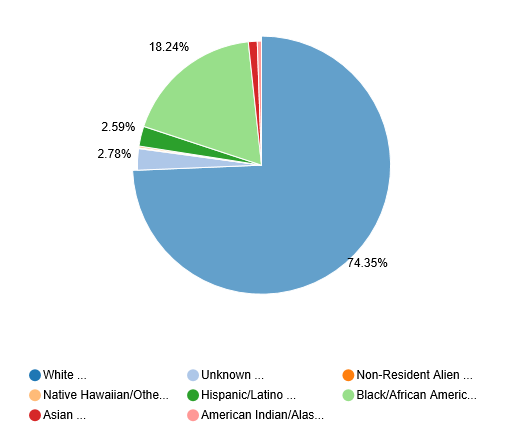 18.24%
2.59%
2.78%
74.35%
White ... Unknown ... Non-Resident Alien ...
Native Hawaiian/Othe... Hispanic/Latino ... Black/African Americ...
Asian ... American Indian/Alas...